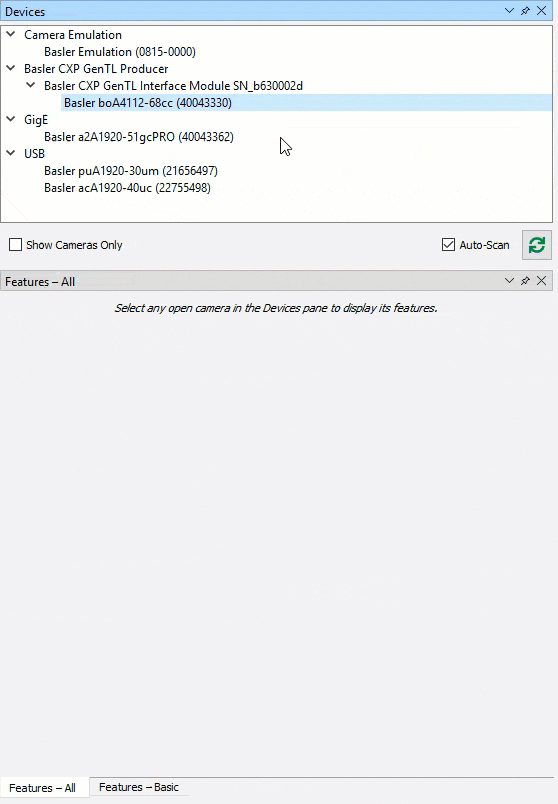 Devices
Camera Emulation
Basler Emulation (0815-0000)
Basler CXP GenTL Producer
Basler CXP GenTL Interface Module SN_b630002d
Basler boA4112-68cc (40043330)
GigE
Basler a2A1920-51gcPRO (40043362)
USB
Basler puA1920-30um (21656497)
Basler acA1920-40uc (22755498)
Show Cameras Only
Auto-Scan
Features – All
Select any open camera in the Devices pane to display its features.
Features – All
Features – Basic